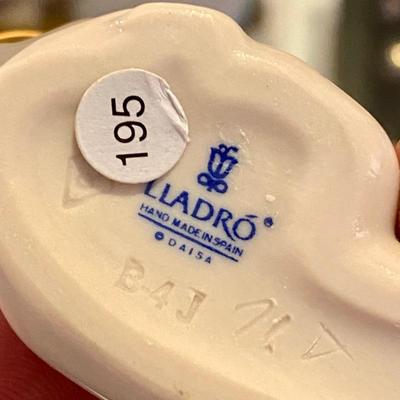 195
LLADRÓ®
HAND MADE IN SPAIN
© DAISA
B-4J